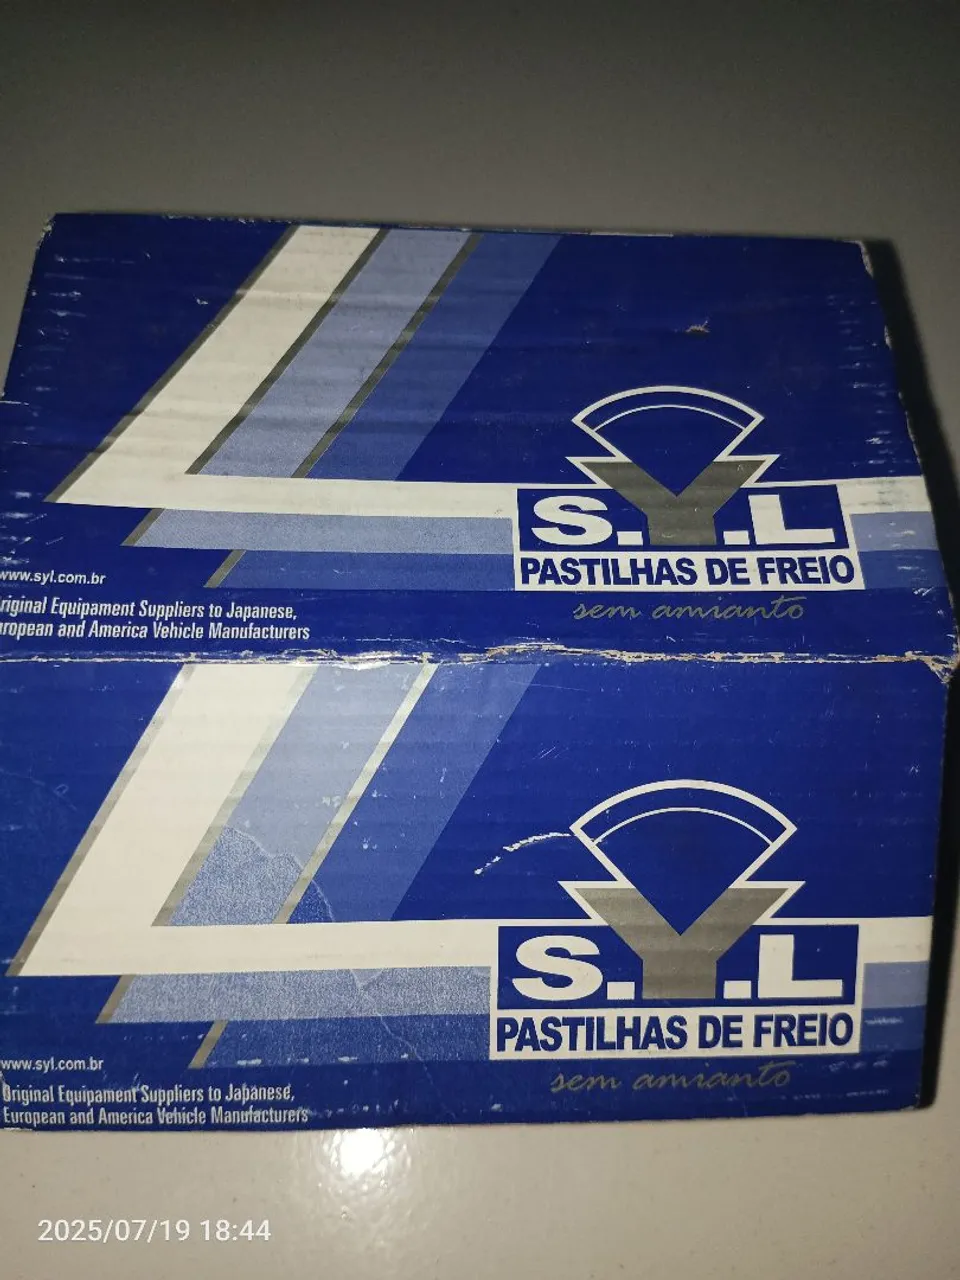 S.Y.L
PASTILHAS DE FREIO
sem amianto
www.syl.com.br
riginal Equipament Suppliers to Japanese,
uropean and America Vehicle Manufacturers
S.Y.L
PASTILHAS DE FREIO
sem amianto
www.syl.com.br
Original Equipament Suppliers to Japanese,
European and America Vehicle Manufacturers
2025/07/19 18:44